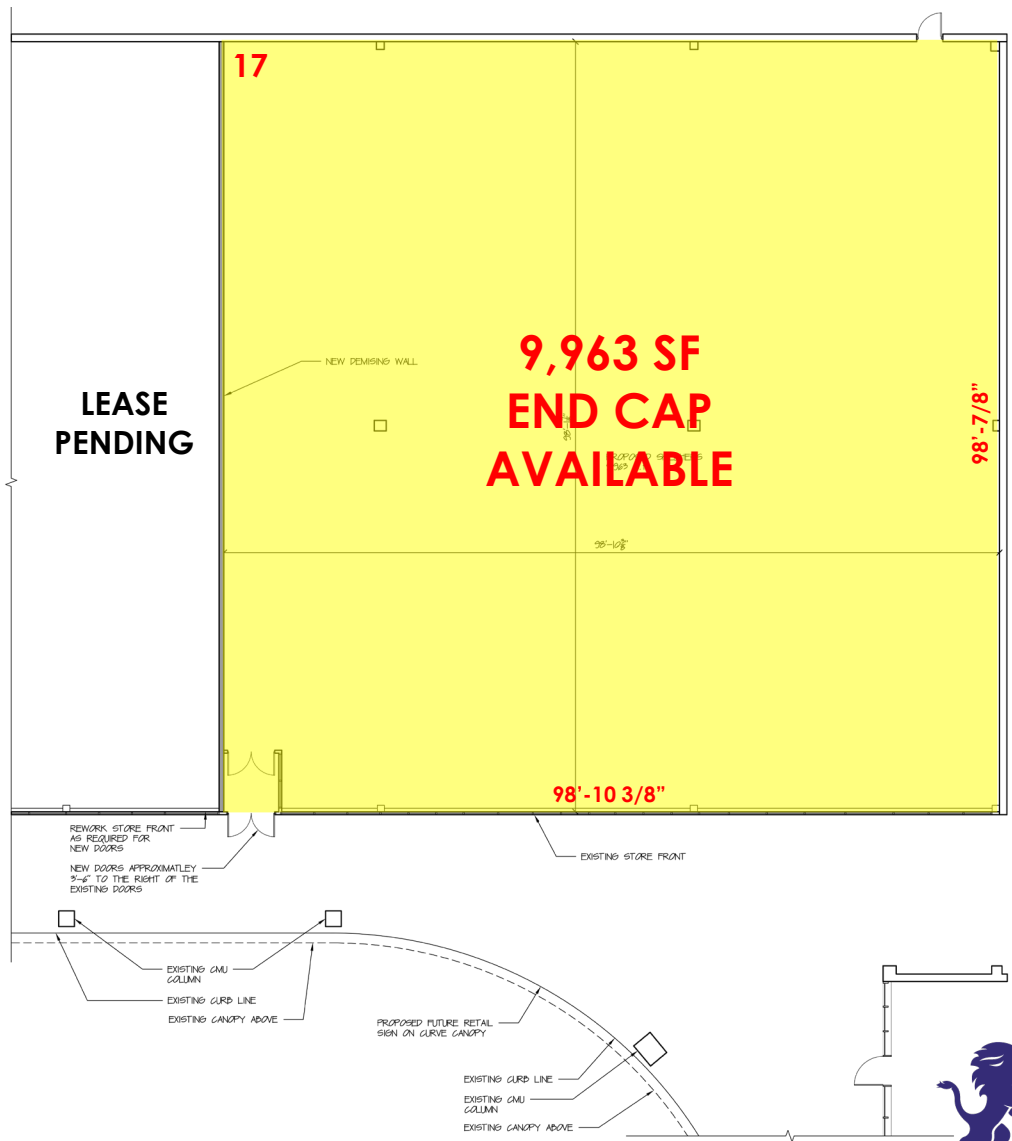 17
NEW DEMISING WALL
9,963 SF
END CAP
AVAILABLE
LEASE
PENDING
98'-7/8"
98'-10 3/8"
98'-10⅜"
REWORK STORE FRONT
AS REQUIRED FOR
NEW DOORS
NEW DOORS APPROXIMATLEY
3'-6" TO THE RIGHT OF THE
EXISTING DOORS
EXISTING STORE FRONT
EXISTING CMU
COLUMN
EXISTING CURB LINE
EXISTING CANOPY ABOVE
PROPOSED FUTURE RETAIL
SIGN ON CURVE CANOPY
EXISTING CURB LINE
EXISTING CMU
COLUMN
EXISTING CANOPY ABOVE